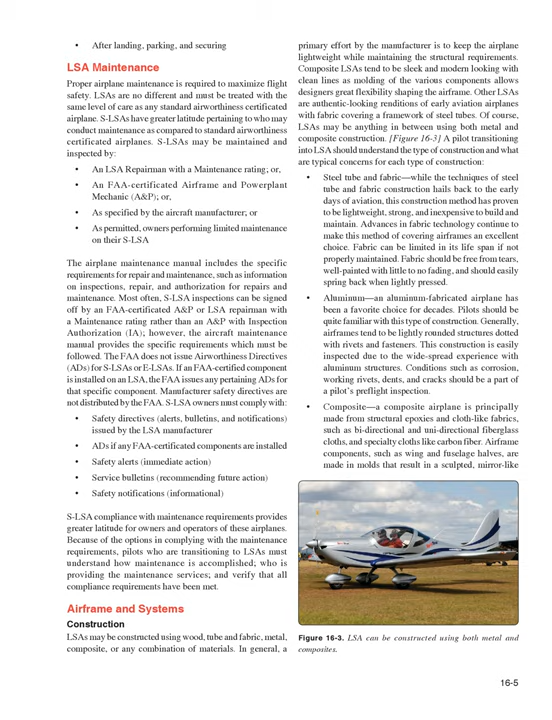 • After landing, parking, and securing
LSA Maintenance
Proper airplane maintenance is required to maximize flight
safety. LSAs are no different and must be treated with the
same level of care as any standard airworthiness certificated
airplane. S-LSAs have greater latitude pertaining to who may
conduct maintenance as compared to standard airworthiness
certificated airplanes. S-LSAs may be maintained and
inspected by:
• An LSA Repairman with a Maintenance rating; or,
• An FAA-certificated Airframe and Powerplant
Mechanic (A&P); or,
• As specified by the aircraft manufacturer; or
• As permitted, owners performing limited maintenance
on their S-LSA
The airplane maintenance manual includes the specific
requirements for repair and maintenance, such as information
on inspections, repair, and authorization for repairs and
maintenance. Most often, S-LSA inspections can be signed
off by an FAA-certificated A&P or LSA repairman with
a Maintenance rating rather than an A&P with Inspection
Authorization (IA); however, the aircraft maintenance
manual provides the specific requirements which must be
followed. The FAA does not issue Airworthiness Directives
(ADs) for S-LSAs or E-LSAs. If an FAA-certified component
is installed on an LSA, the FAA issues any pertaining ADs for
that specific component. Manufacturer safety directives are
not distributed by the FAA. S-LSA owners must comply with:
• Safety directives (alerts, bulletins, and notifications)
issued by the LSA manufacturer
• ADs if any FAA-certificated components are installed
• Safety alerts (immediate action)
• Service bulletins (recommending future action)
• Safety notifications (informational)
S-LSA compliance with maintenance requirements provides
greater latitude for owners and operators of these airplanes.
Because of the options in complying with the maintenance
requirements, pilots who are transitioning to LSAs must
understand how maintenance is accomplished; who is
providing the maintenance services; and verify that all
compliance requirements have been met.
Airframe and Systems
Construction
LSAs may be constructed using wood, tube and fabric, metal,
composite, or any combination of materials. In general, a
primary effort by the manufacturer is to keep the airplane
lightweight while maintaining the structural requirements.
Composite LSAs tend to be sleek and modern looking with
clean lines as molding of the various components allows
designers great flexibility shaping the airframe. Other LSAs
are authentic-looking renditions of early aviation airplanes
with fabric covering a framework of steel tubes. Of course,
LSAs may be anything in between using both metal and
composite construction. [Figure 16-3] A pilot transitioning
into LSA should understand the type of construction and what
are typical concerns for each type of construction:
• Steel tube and fabric—while the techniques of steel
tube and fabric construction hails back to the early
days of aviation, this construction method has proven
to be lightweight, strong, and inexpensive to build and
maintain. Advances in fabric technology continue to
make this method of covering airframes an excellent
choice. Fabric can be limited in its life span if not
properly maintained. Fabric should be free from tears,
well-painted with little to no fading, and should easily
spring back when lightly pressed.
• Aluminum—an aluminum-fabricated airplane has
been a favorite choice for decades. Pilots should be
quite familiar with this type of construction. Generally,
airframes tend to be lightly rounded structures dotted
with rivets and fasteners. This construction is easily
inspected due to the wide-spread experience with
aluminum structures. Conditions such as corrosion,
working rivets, dents, and cracks should be a part of
a pilot's preflight inspection.
• Composite—a composite airplane is principally
made from structural epoxies and cloth-like fabrics,
such as bi-directional and uni-directional fiberglass
cloths, and specialty cloths like carbon fiber. Airframe
components, such as wing and fuselage halves, are
made in molds that result in a sculpted, mirror-like
Figure 16-3. LSA can be constructed using both metal and
composites.
16-5